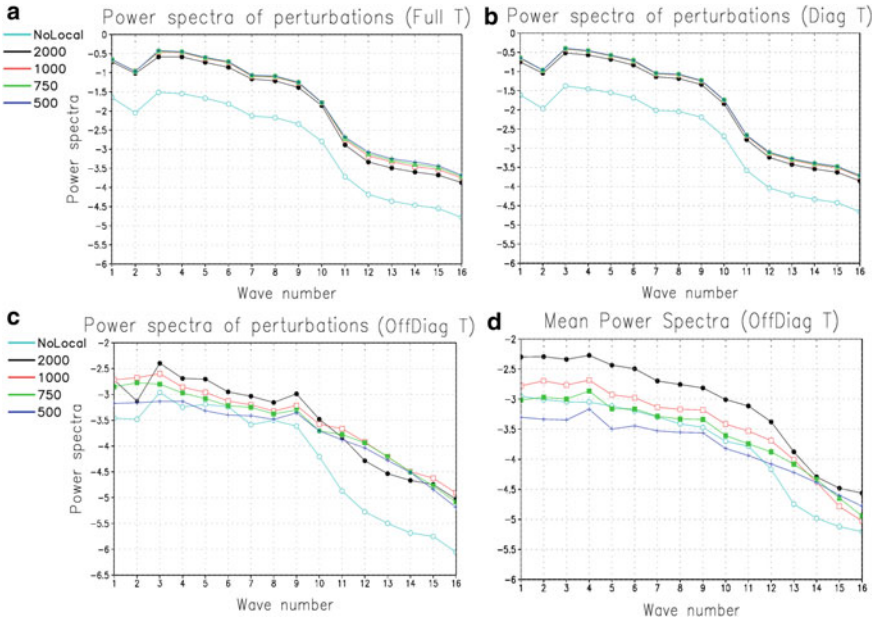 a
Power spectra of perturbations (Full T)
NoLocal
2000
1000
750
500
Power spectra
0
−0.5
−1
−1.5
−2
−2.5
−3
−3.5
−4
−4.5
−5
−5.5
−6
1 2 3 4 5 6 7 8 9 10 11 12 13 14 15 16
Wave number
b
Power spectra of perturbations (Diag T)
Power spectra
0
−0.5
−1
−1.5
−2
−2.5
−3
−3.5
−4
−4.5
−5
−5.5
−6
1 2 3 4 5 6 7 8 9 10 11 12 13 14 15 16
Wave number
c
Power spectra of perturbations (OffDiag T)
NoLocal
2000
1000
750
500
Power spectra
−2
−2.5
−3
−3.5
−4
−4.5
−5
−5.5
−6
−6.5
1 2 3 4 5 6 7 8 9 10 11 12 13 14 15 16
Wave number
d
Mean Power Spectra (OffDiag T)
−2
−2.5
−3
−3.5
−4
−4.5
−5
−5.5
−6
1 2 3 4 5 6 7 8 9 10 11 12 13 14 15 16
Wave number